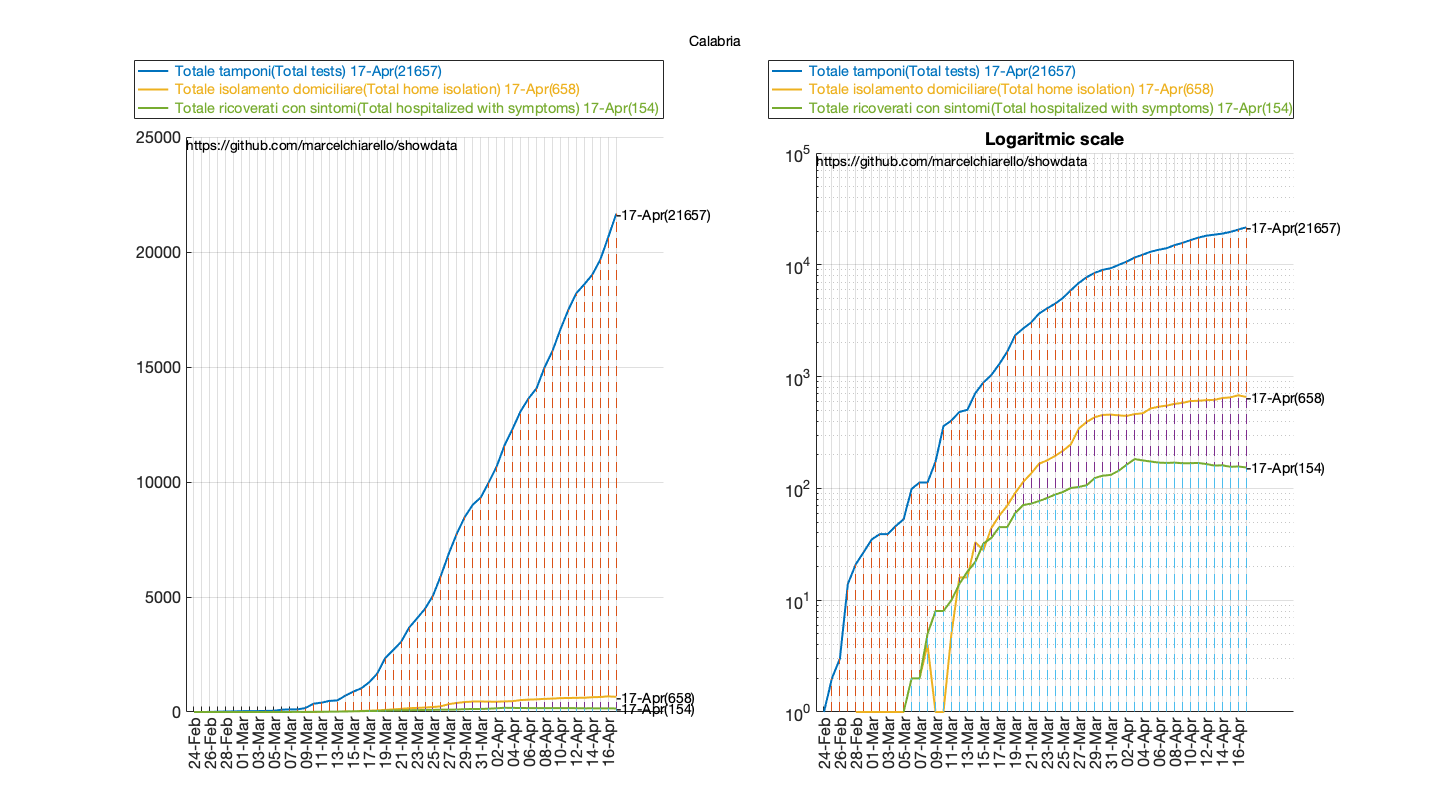 Calabria
Totale tamponi(Total tests) 17-Apr(21657)
Totale isolamento domiciliare(Total home isolation) 17-Apr(658)
Totale ricoverati con sintomi(Total hospitalized with symptoms) 17-Apr(154)
25000
https://github.com/marcelchiarello/showdata
20000
15000
10000
5000
0
17-Apr(21657)
17-Apr(658)
17-Apr(154)
24-Feb
26-Feb
28-Feb
01-Mar
03-Mar
05-Mar
07-Mar
09-Mar
11-Mar
13-Mar
15-Mar
17-Mar
19-Mar
21-Mar
23-Mar
25-Mar
27-Mar
29-Mar
31-Mar
02-Apr
04-Apr
06-Apr
08-Apr
10-Apr
12-Apr
14-Apr
16-Apr
Totale tamponi(Total tests) 17-Apr(21657)
Totale isolamento domiciliare(Total home isolation) 17-Apr(658)
Totale ricoverati con sintomi(Total hospitalized with symptoms) 17-Apr(154)
Logaritmic scale
10^5
https://github.com/marcelchiarello/showdata
10^4
10^3
10^2
10^1
10^0
17-Apr(21657)
17-Apr(658)
17-Apr(154)
24-Feb
26-Feb
28-Feb
01-Mar
03-Mar
05-Mar
07-Mar
09-Mar
11-Mar
13-Mar
15-Mar
17-Mar
19-Mar
21-Mar
23-Mar
25-Mar
27-Mar
29-Mar
31-Mar
02-Apr
04-Apr
06-Apr
08-Apr
10-Apr
12-Apr
14-Apr
16-Apr